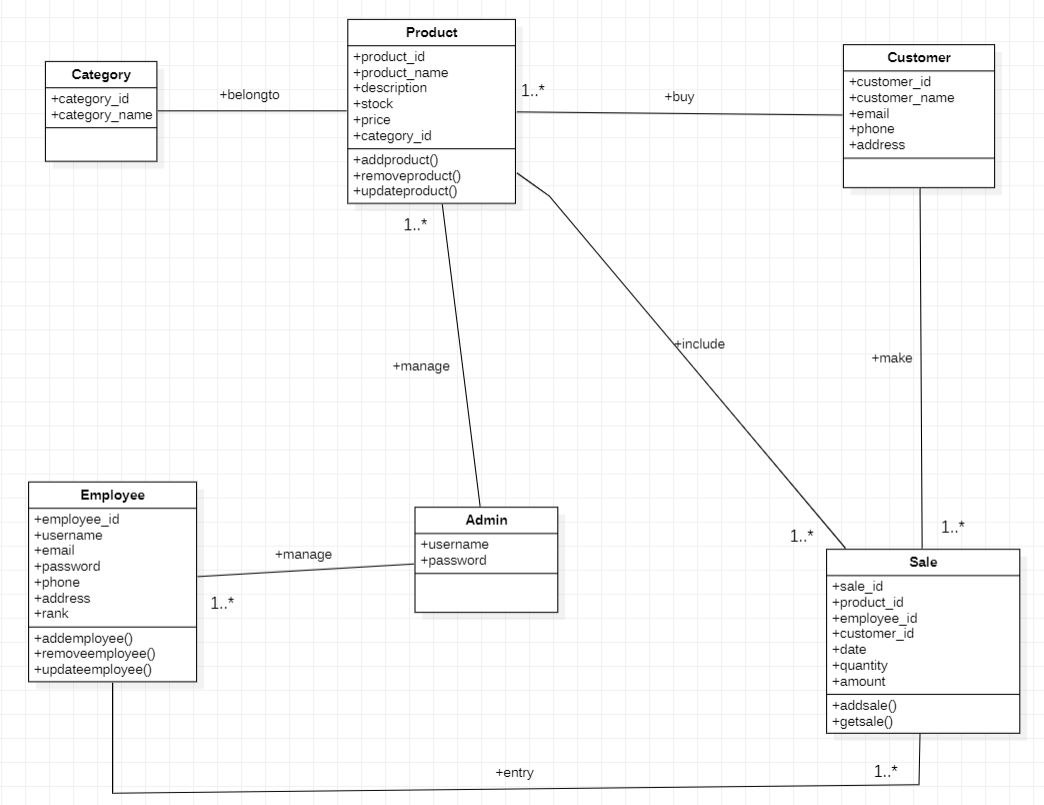 Product
+product_id
+product_name
+description
+stock
+price
+category_id
+addproduct()
+removeproduct()
+updateproduct()
Category
+category_id
+category_name
+belongto
1..*
+buy
Customer
+customer_id
+customer_name
+email
+phone
+address
1..*
+manage
+include
+make
Employee
+employee_id
+username
+email
+password
+phone
+address
+rank
+addemployee()
+removeemployee()
+updateemployee()
+manage
1..*
Admin
+username
+password
1..*
1..*
Sale
+sale_id
+product_id
+employee_id
+customer_id
+date
+quantity
+amount
+addsale()
+getsale()
+entry
1..*